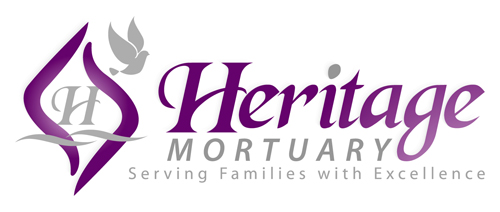 H
Heritage
MORTUARY
Serving Families with Excellence